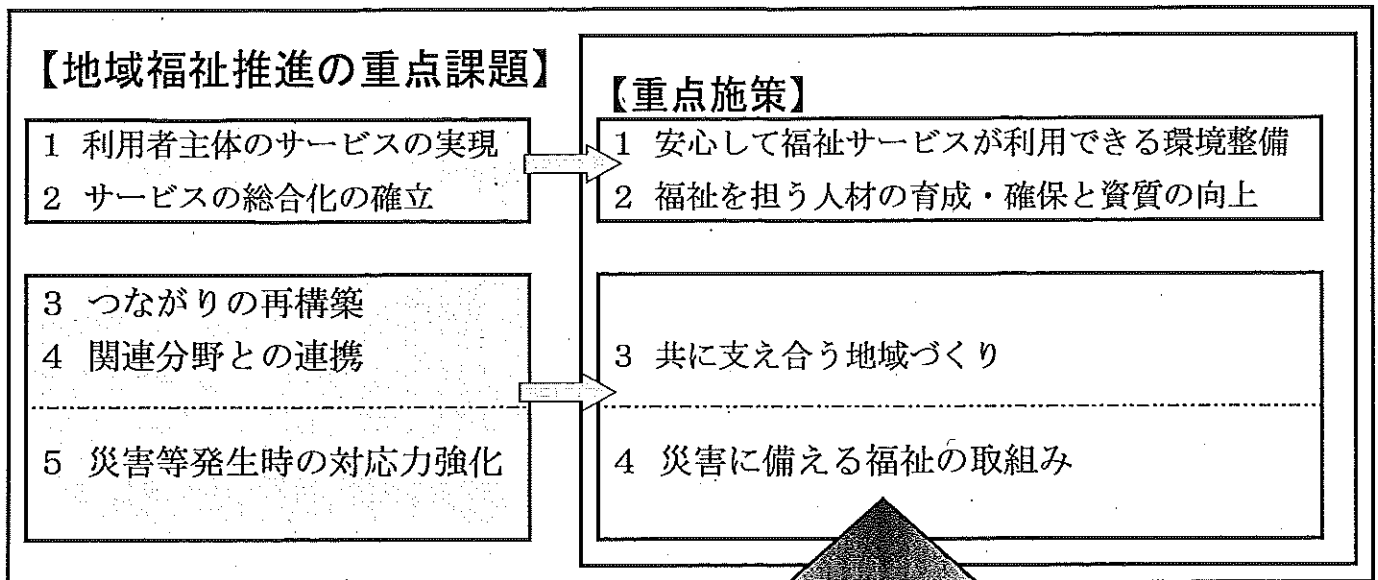 【地域福祉推進の重点課題】
1 利用者主体のサービスの実現
2 サービスの総合化の確立
3 つながりの再構築
4 関連分野との連携
5 災害等発生時の対応力強化
【重点施策】
1 安心して福祉サービスが利用できる環境整備
2 福祉を担う人材の育成・確保と資質の向上
3 共に支え合う地域づくり
4 災害に備える福祉の取組み